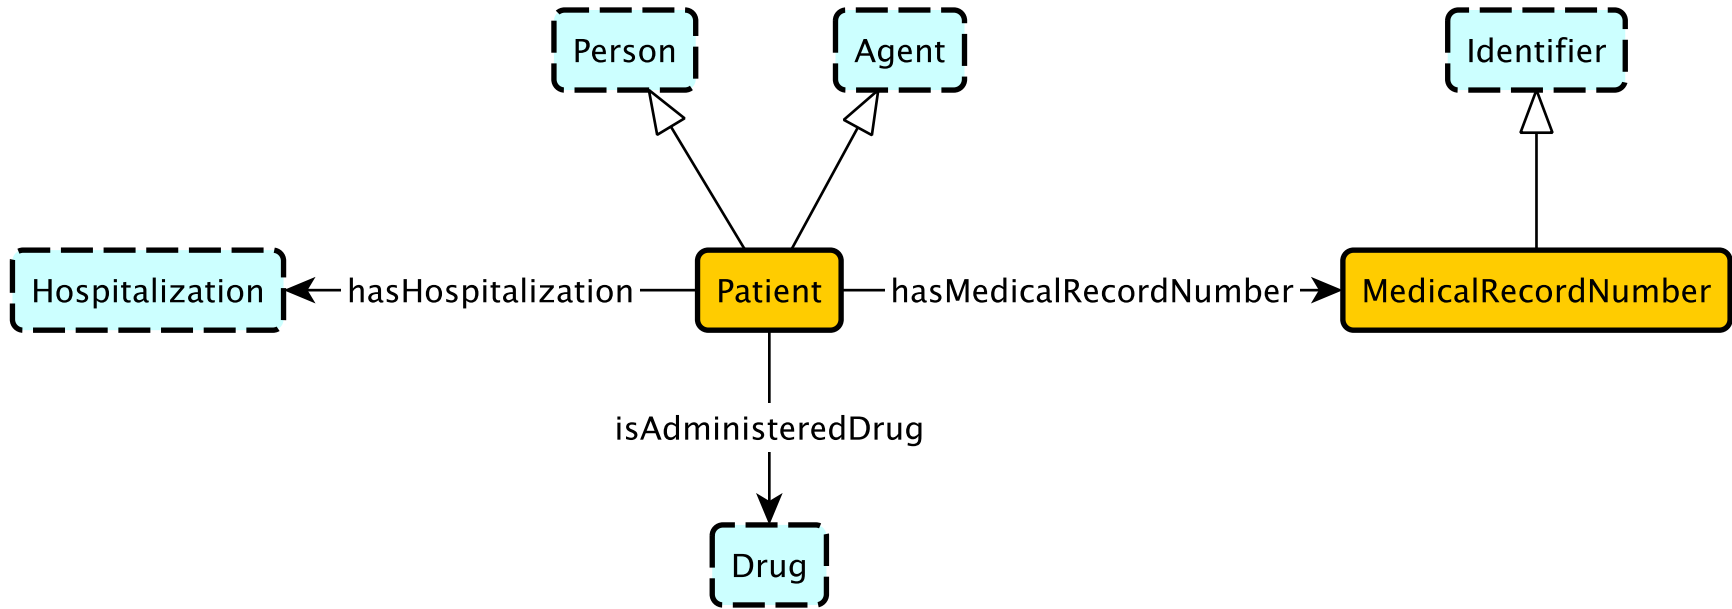 Person
Agent
Identifier
Hospitalization
hasHospitalization
Patient
hasMedicalRecordNumber
MedicalRecordNumber
isAdministeredDrug
Drug